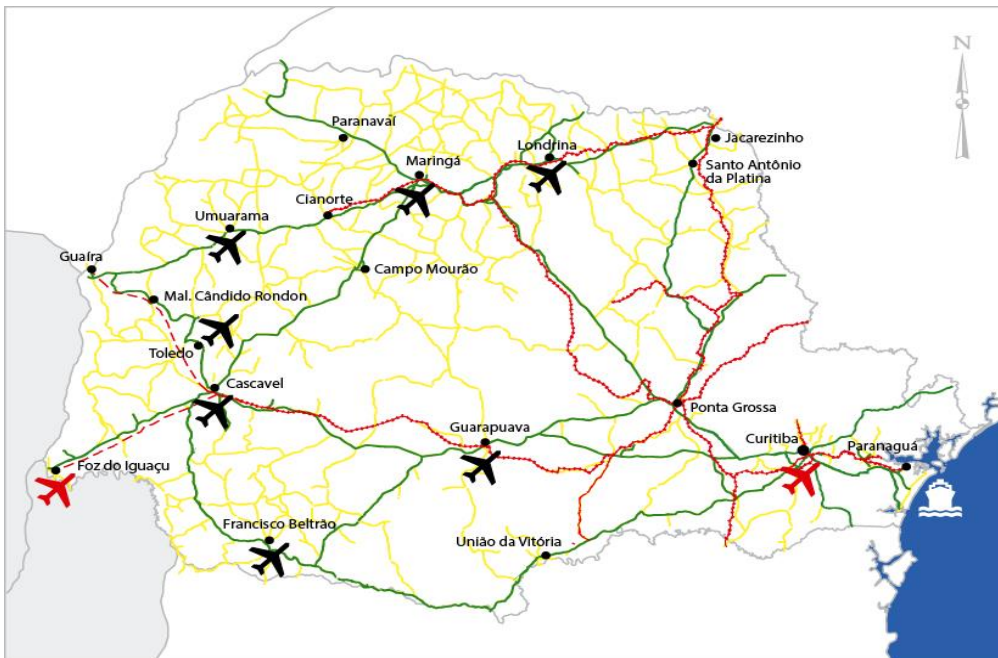 N
Paranavaí
Jacarezinho
Londrina
Maringá
Santo Antônio
da Platina
Cianorte
Umuarama
Guaíra
Campo Mourão
Mal. Cândido Rondon
Toledo
Cascavel
Ponta Grossa
Guarapuava
Curitiba
Paranaguá
Foz do Iguaçu
Francisco Beltrão
União da Vitória